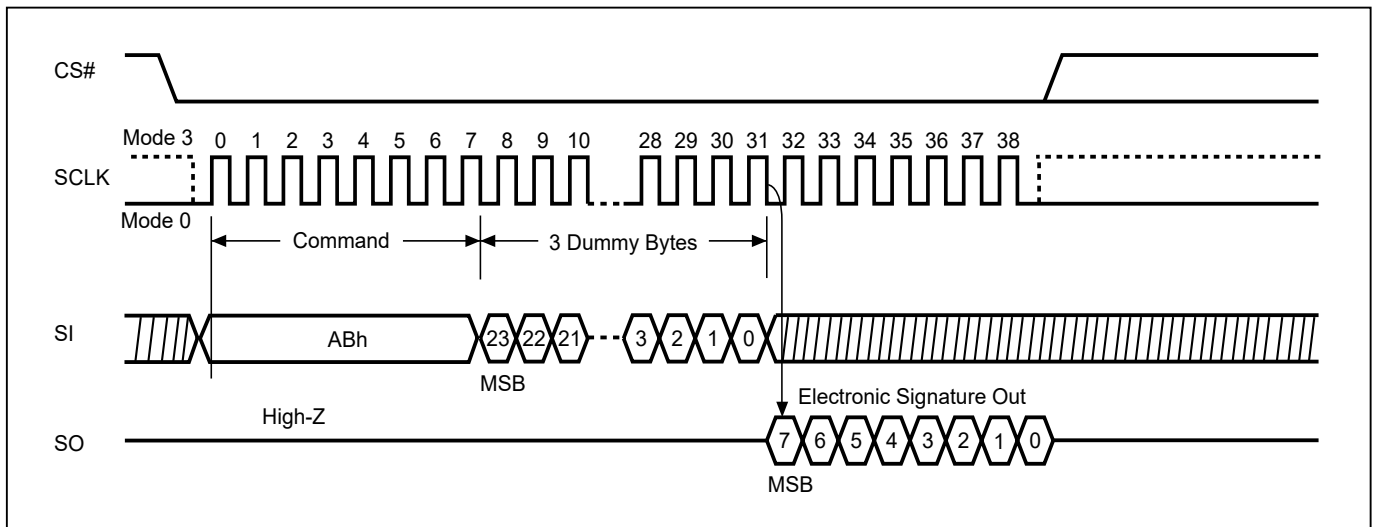 CS#
Mode 3 0 1 2 3 4 5 6 7 8 9 10 28 29 30 31 32 33 34 35 36 37 38
SCLK
Mode 0
Command 3 Dummy Bytes
SI ABh 23 22 21 3 2 1 0
MSB
Electronic Signature Out
High-Z
SO 7 6 5 4 3 2 1 0
MSB